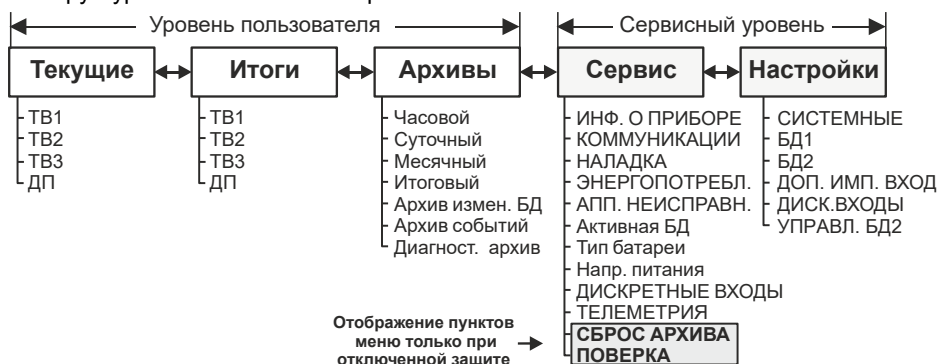 Уровень пользователя
Сервисный уровень
Текущие
Итоги
Архивы
Сервис
Настройки
ТВ1
ТВ2
ТВ3
ДП
ТВ1
ТВ2
ТВ3
ДП
Часовой
Суточный
Месячный
Итоговый
Архив измен. БД
Архив событий
Диагност. архив
ИНФ. О ПРИБОРЕ
КОММУНИКАЦИИ
НАЛАДКА
ЭНЕРГОПОТРЕБЛ.
АПП. НЕИСПРАВН.
Активная БД
Тип батареи
Напр. питания
ДИСКРЕТНЫЕ ВХОДЫ
ТЕЛЕМЕТРИЯ
СБРОС АРХИВА
ПОВЕРКА
СИСТЕМНЫЕ
БД1
БД2
ДОП. ИМП. ВХОД
ДИСК.ВХОДЫ
УПРАВЛ. БД2
Отображение пунктов
меню только при
отключенной защите